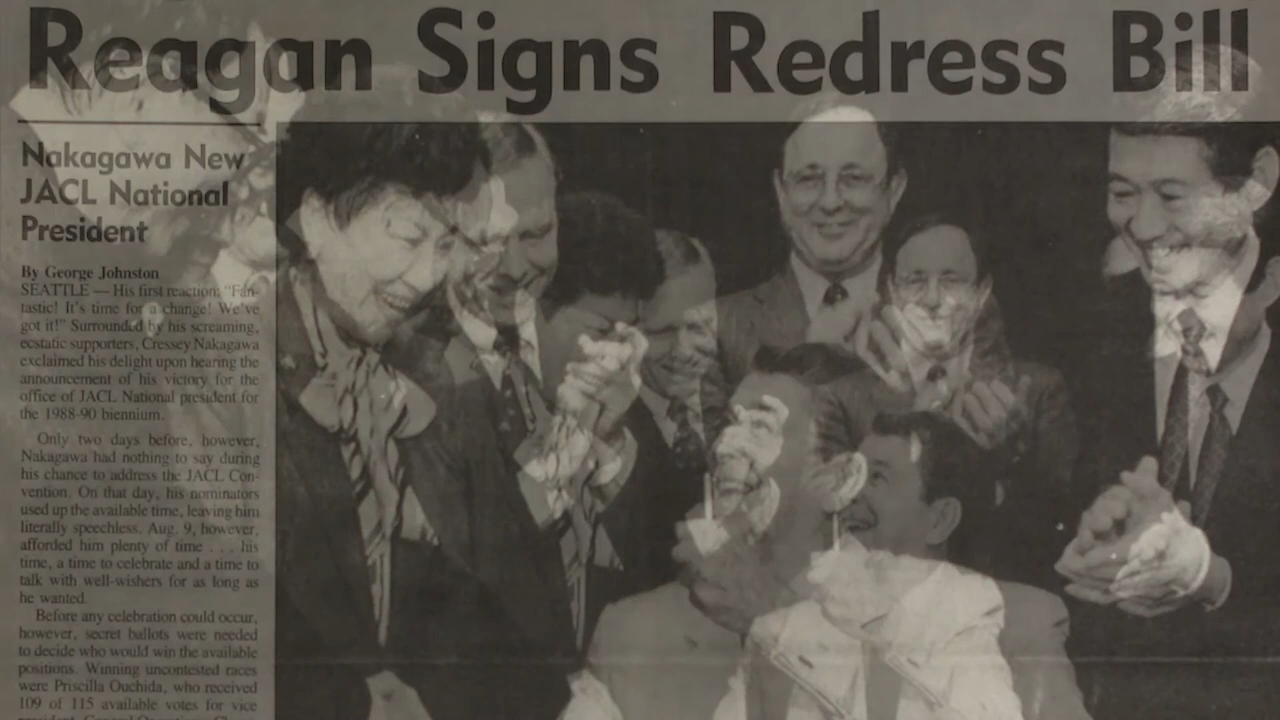 Reagan Signs Redress Bill
Nakagawa New
JACL National
President
By George Johnston
SEATTLE — His first reaction: “Fan-
tastic! It’s time for a change! We’ve
got it!” Surrounded by his screaming,
ecstatic supporters, Cressey Nakagawa
exclaimed his delight upon hearing the
announcement of his victory for the
office of JACL National president for
the 1988-90 biennium.
Only two days before, however,
Nakagawa had nothing to say during
his chance to address the JACL Con-
vention. On that day, his nominators
used up the available time, leaving him
literally speechless. Aug. 9, however,
afforded him plenty of time . . . his
time, a time to celebrate and a time to
talk with well-wishers for as long as
he wanted.
Before any celebration could occur,
however, secret ballots were needed
to decide who would win the available
positions. Winning uncontested races
were Priscilla Ouchida, who received
109 of 115 available votes for vice